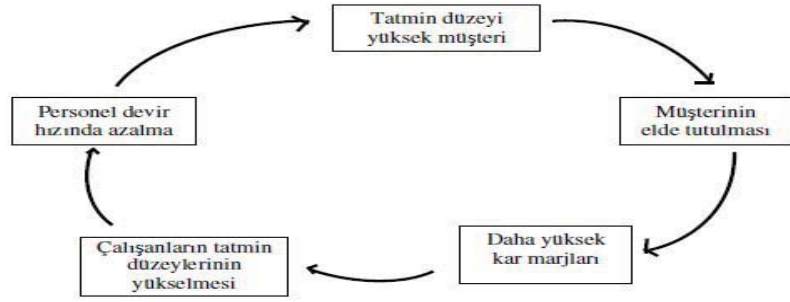 Tatmin düzeyi
yüksek müşteri
Müşterinin
elde tutulması
Daha yüksek
kar marjları
Çalışanların tatmin
düzeylerinin
yükselmesi
Personel devir
hızında azalma